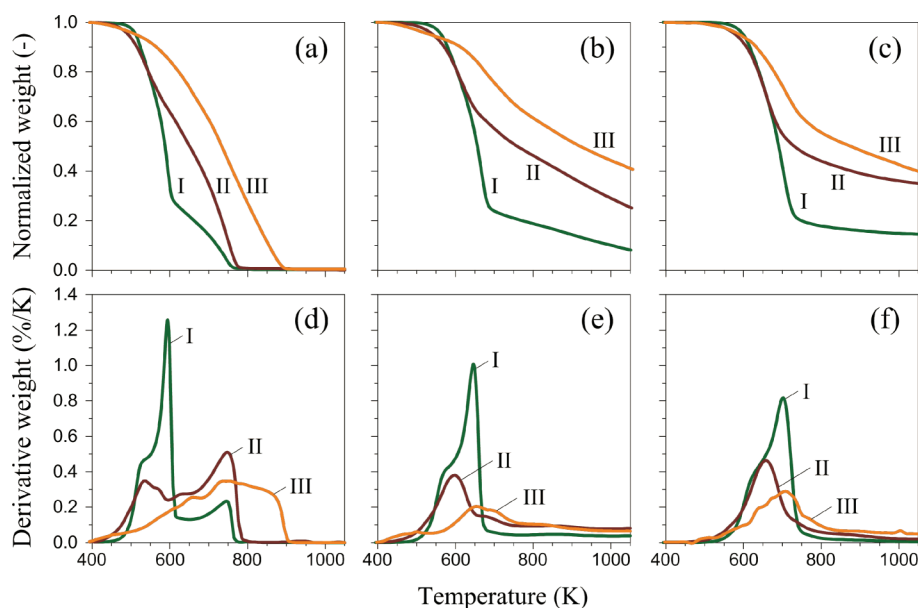 Normalized weight (-)
1.0
0.8
0.6
0.4
0.2
0.0
(a)
I
II
III
(b)
I
II
III
(c)
I
II
III
Derivative weight (%/K)
1.4
1.2
1.0
0.8
0.6
0.4
0.2
0.0
(d)
I
II
III
(e)
I
II
III
(f)
I
II
III
400 600 800 1000
400 600 800 1000
400 600 800 1000
Temperature (K)